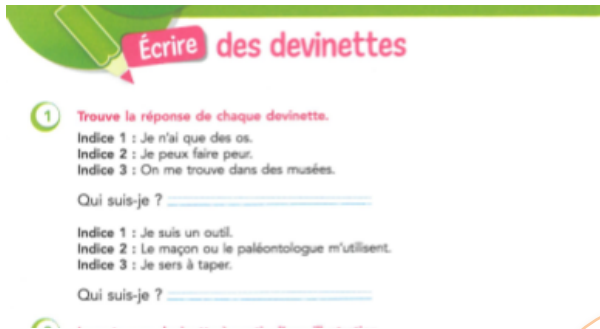 Écrire des devinettes
1 Trouve la réponse de chaque devinette.
Indice 1 : Je n'ai que des os.
Indice 2 : Je peux faire peur.
Indice 3 : On me trouve dans des musées.
Qui suis-je ?
Indice 1 : Je suis un outil.
Indice 2 : Le maçon ou le paléontologue m'utilisent.
Indice 3 : Je sers à taper.
Qui suis-je ?